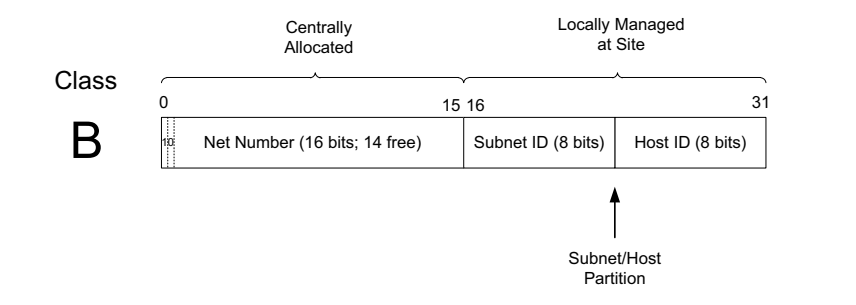 Centrally
Allocated
Locally Managed
at Site
Class
0
15 16
31
B
10
Net Number (16 bits; 14 free)
Subnet ID (8 bits)
Host ID (8 bits)
Subnet/Host
Partition